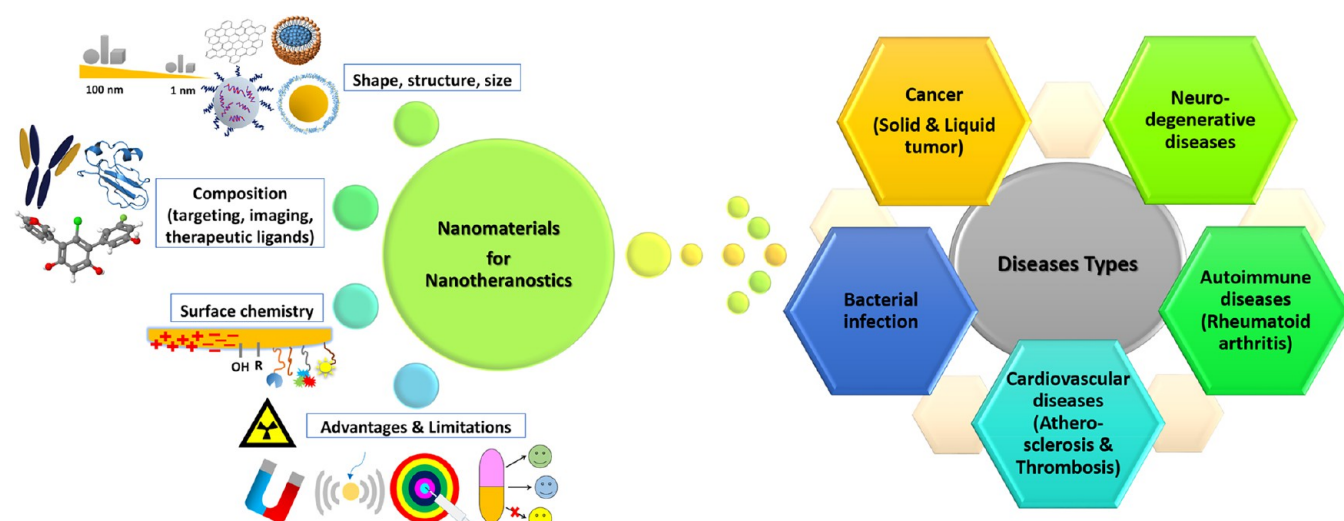 Shape, structure, size
100 nm
1 nm
Composition
(targeting, imaging,
therapeutic ligands)
Surface chemistry
OH
R
Advantages & Limitations
Nanomaterials
for
Nanotheranostics
Cancer
(Solid & Liquid
tumor)
Neuro-
degenerative
diseases
Diseases Types
Bacterial
infection
Autoimmune
diseases
(Rheumatoid
arthritis)
Cardiovascular
diseases
(Athero-
sclerosis &
Thrombosis)